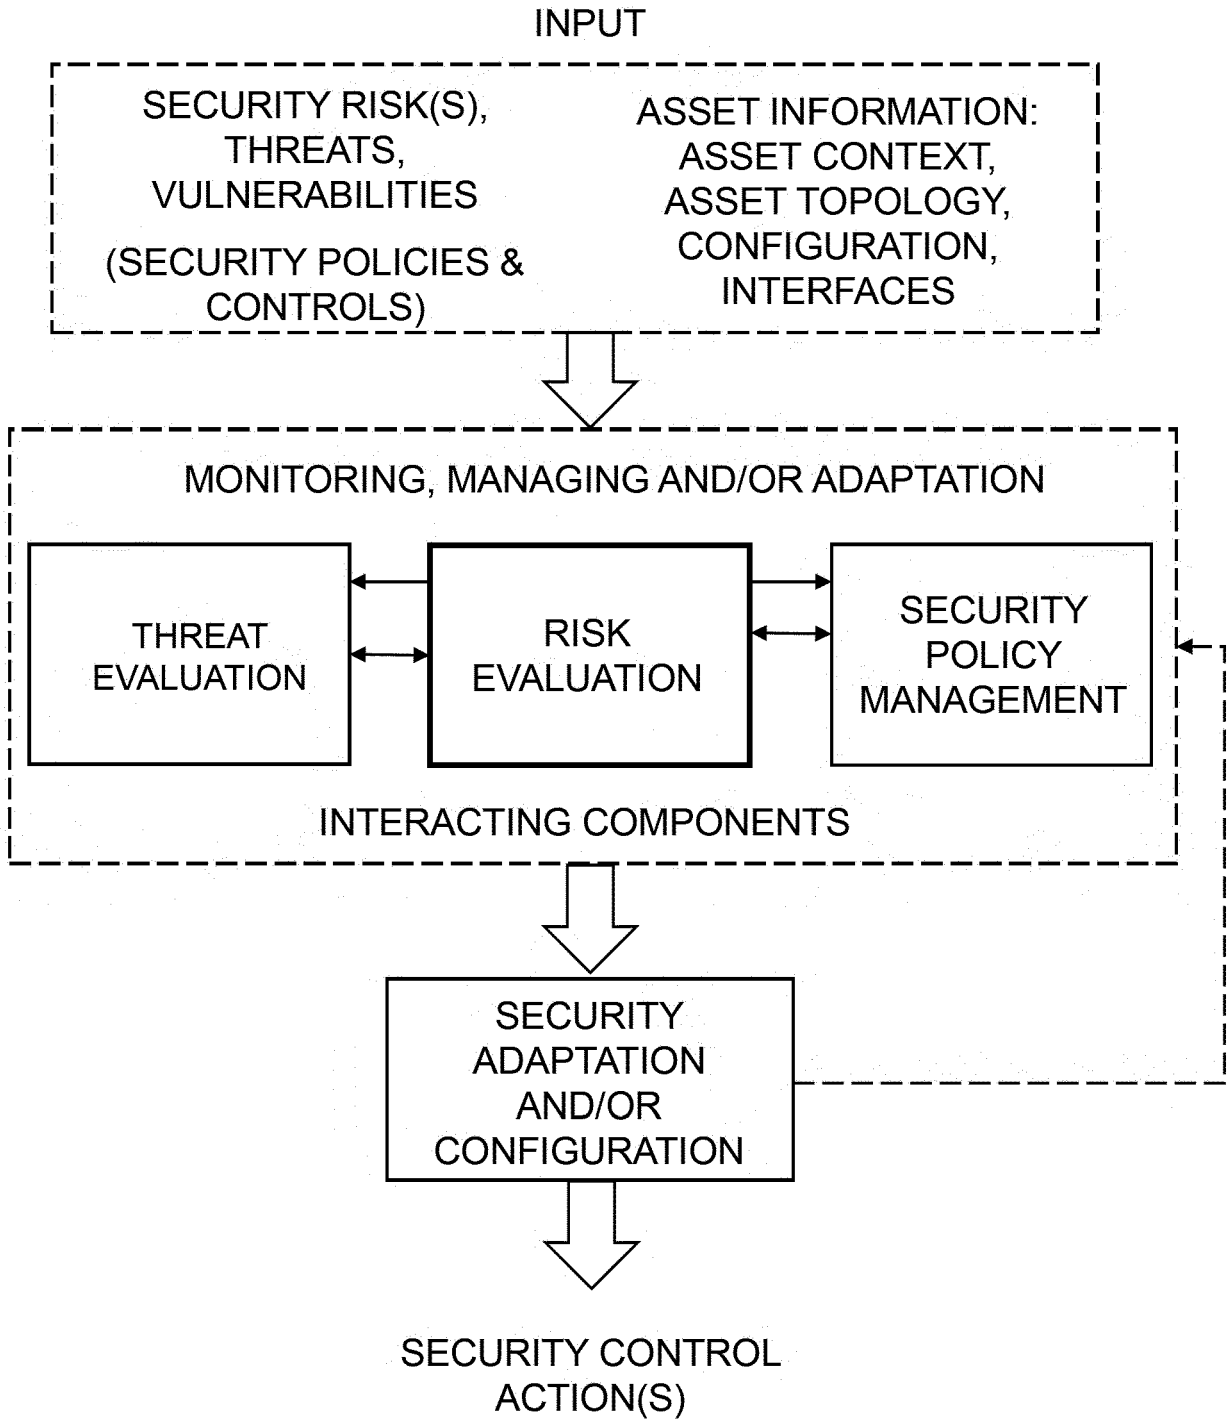 INPUT
SECURITY RISK(S),
THREATS,
VULNERABILITIES
(SECURITY POLICIES &
CONTROLS)
ASSET INFORMATION:
ASSET CONTEXT,
ASSET TOPOLOGY,
CONFIGURATION,
INTERFACES
MONITORING, MANAGING AND/OR ADAPTATION
THREAT
EVALUATION
RISK
EVALUATION
SECURITY
POLICY
MANAGEMENT
INTERACTING COMPONENTS
SECURITY
ADAPTATION
AND/OR
CONFIGURATION
SECURITY CONTROL
ACTION(S)